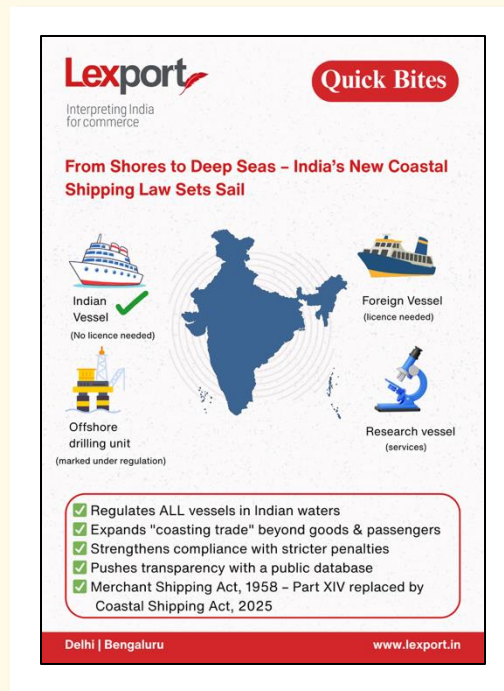 Lexport
Interpreting India
for commerce
Quick Bites
From Shores to Deep Seas – India's New Coastal
Shipping Law Sets Sail
Indian
Vessel
(No licence needed)
Foreign Vessel
(licence needed)
Offshore
drilling unit
(marked under regulation)
Research vessel
(services)
Regulates ALL vessels in Indian waters
Expands "coasting trade" beyond goods & passengers
Strengthens compliance with stricter penalties
Pushes transparency with a public database
Merchant Shipping Act, 1958 – Part XIV replaced by
Coastal Shipping Act, 2025
Delhi | Bengaluru
www.lexport.in